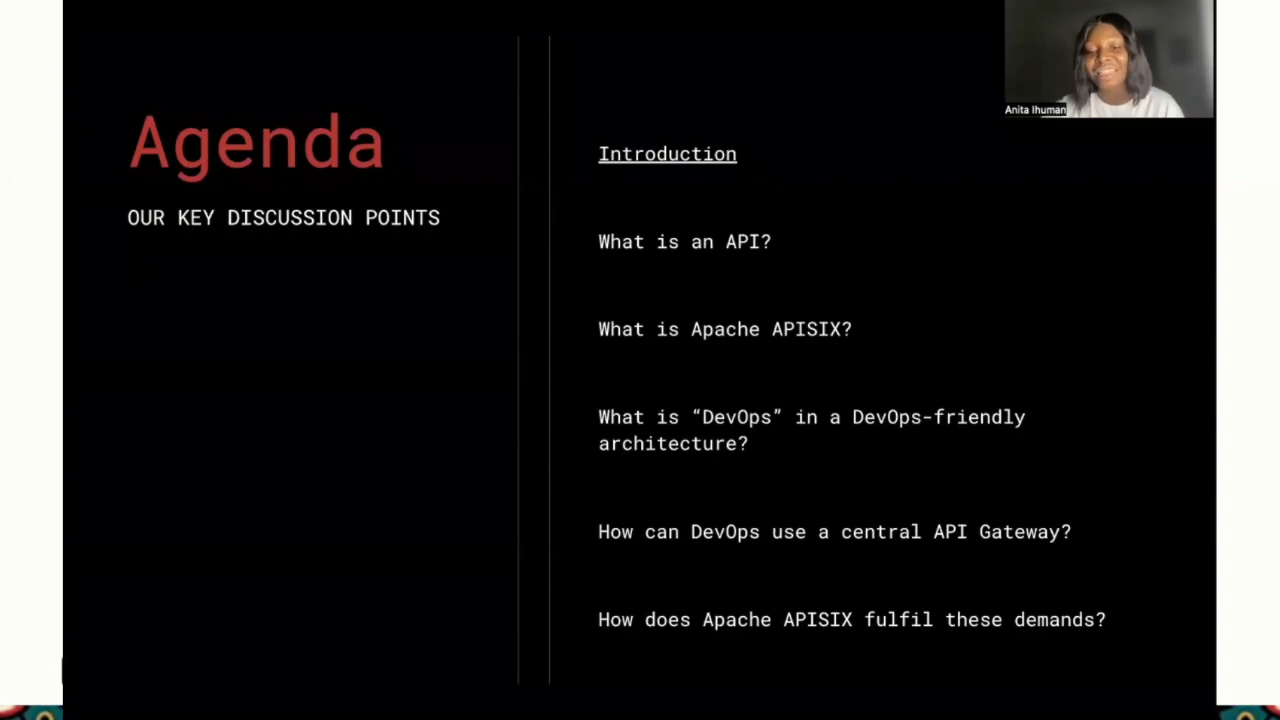 Agenda
OUR KEY DISCUSSION POINTS
Anita Ihuman
Introduction
What is an API?
What is Apache APISIX?
What is “DevOps” in a DevOps-friendly
architecture?
How can DevOps use a central API Gateway?
How does Apache APISIX fulfil these demands?